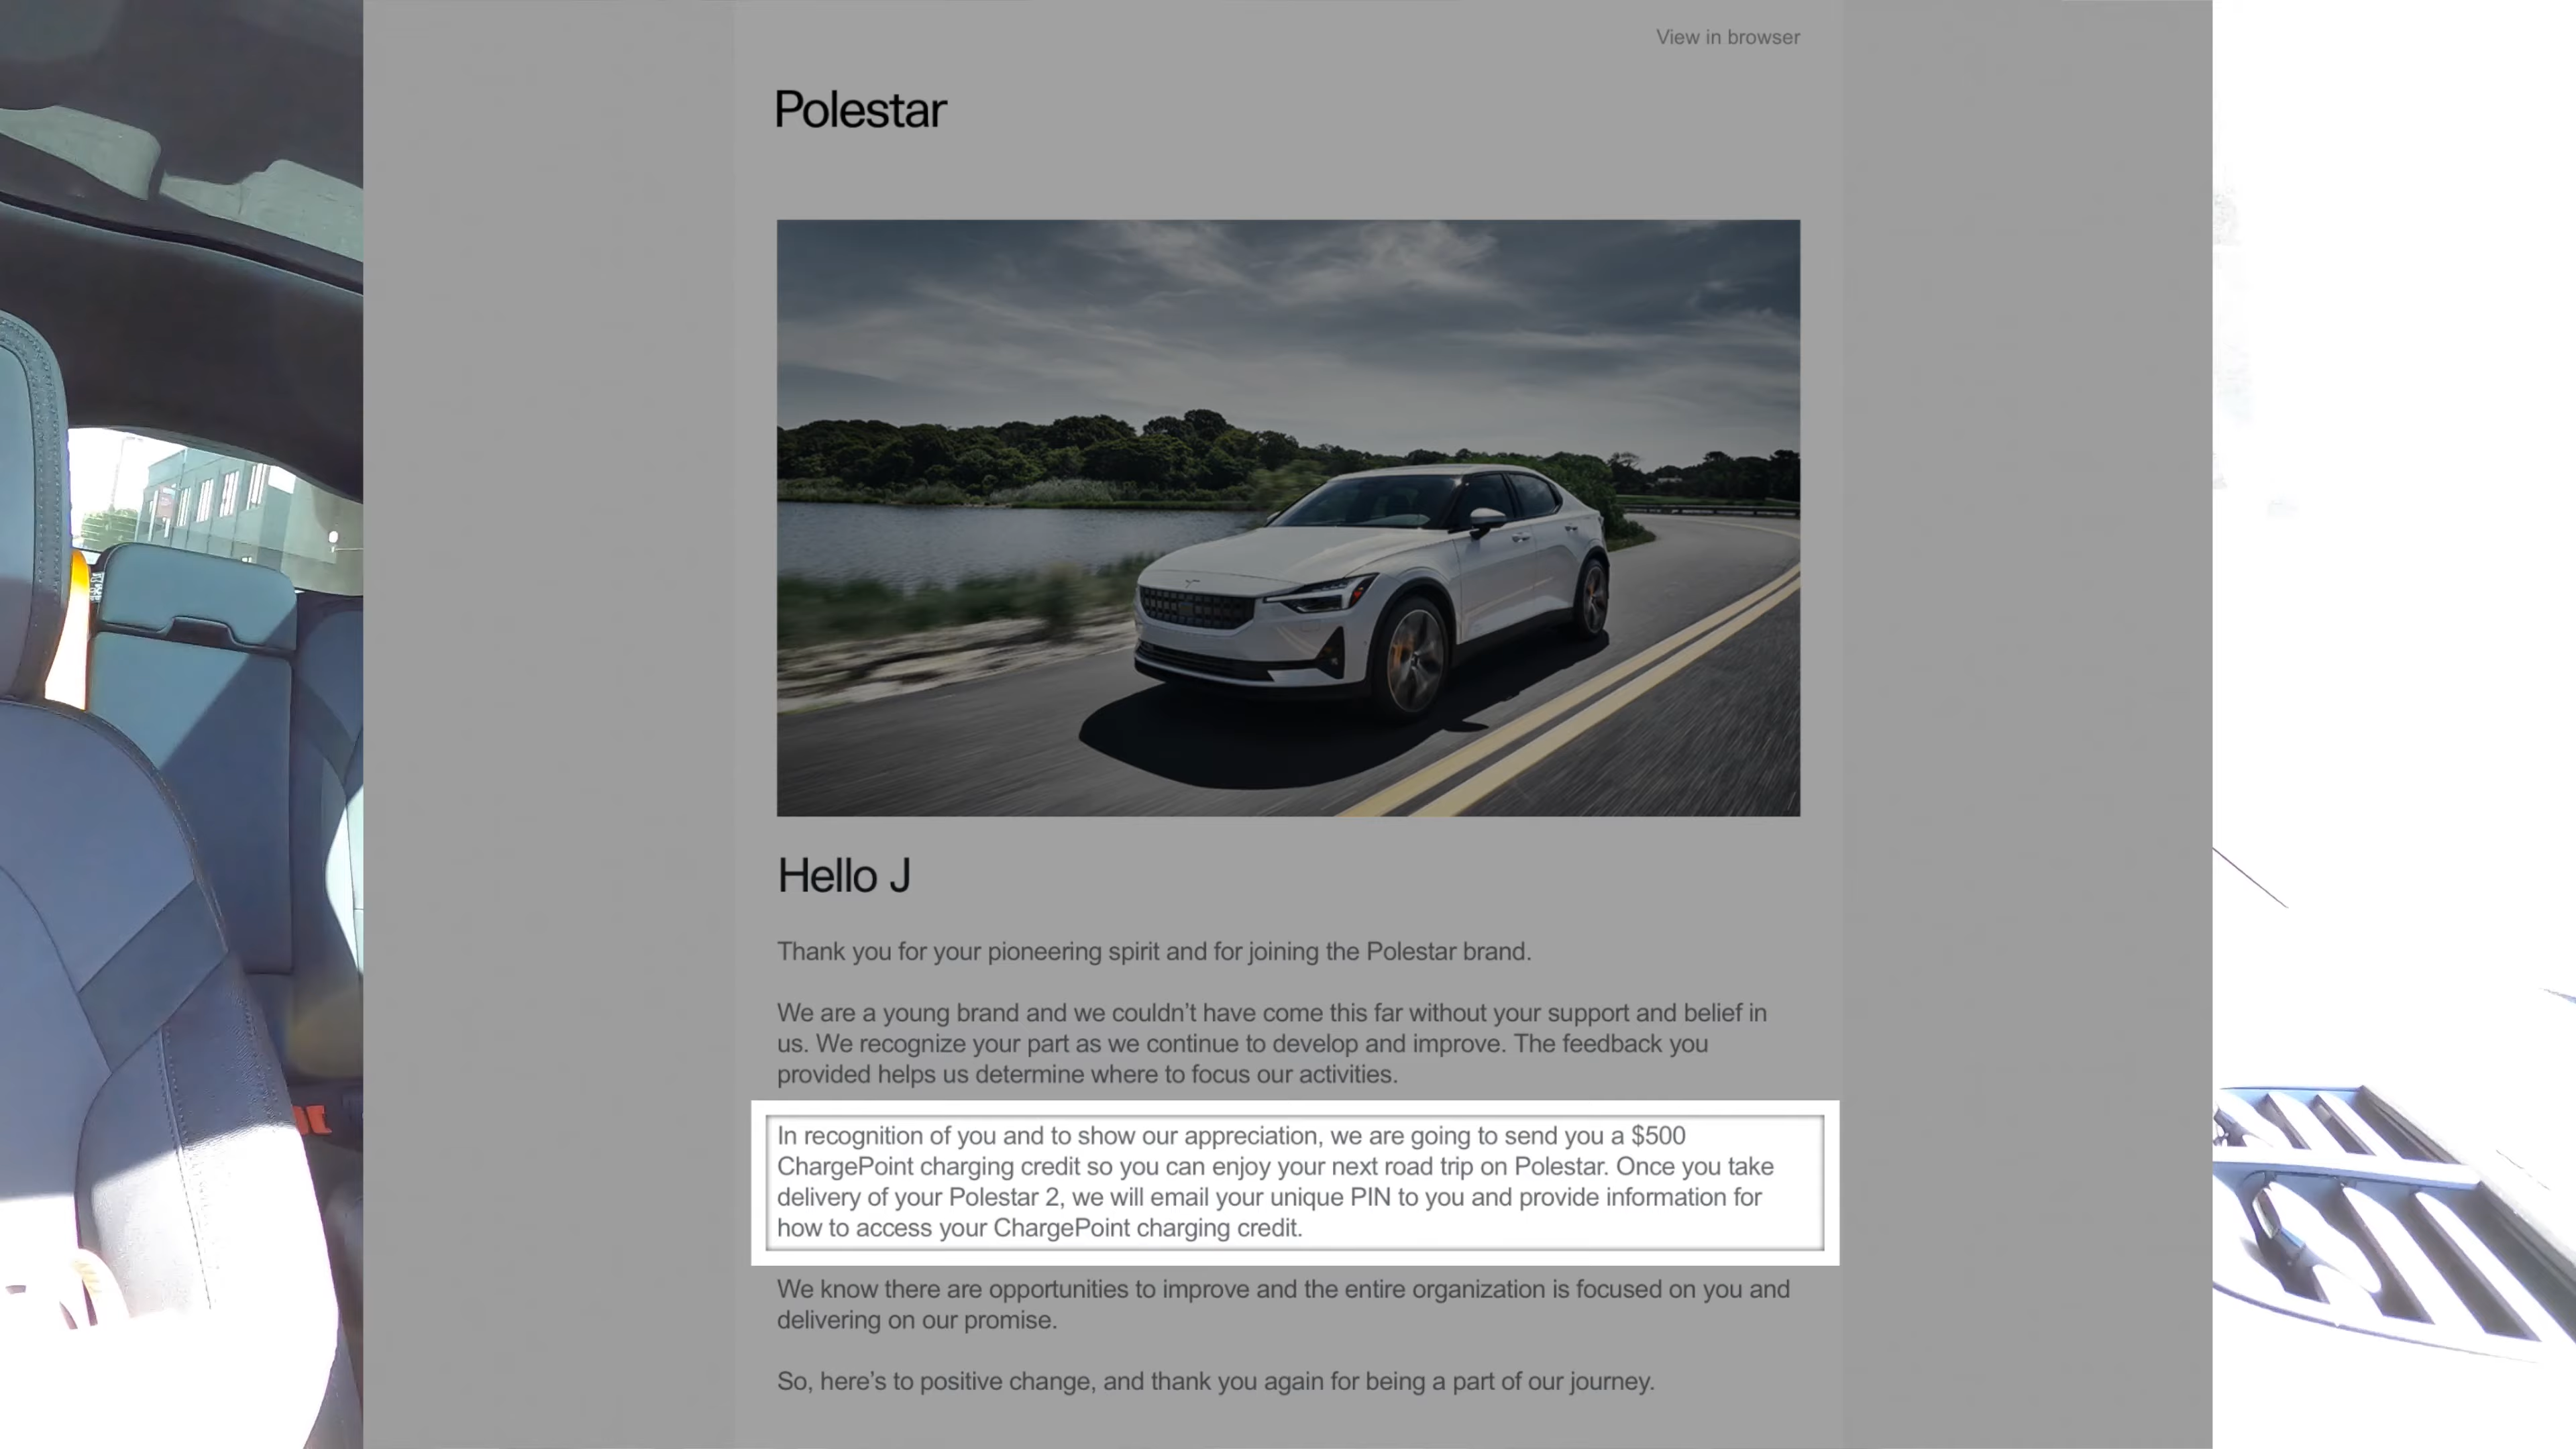 View in browser
Polestar
Hello J
Thank you for your pioneering spirit and for joining the Polestar brand.
We are a young brand and we couldn’t have come this far without your support and belief in
us. We recognize your part as we continue to develop and improve. The feedback you
provided helps us determine where to focus our activities.
In recognition of you and to show our appreciation, we are going to send you a $500
ChargePoint charging credit so you can enjoy your next road trip on Polestar. Once you take
delivery of your Polestar 2, we will email your unique PIN to you and provide information for
how to access your ChargePoint charging credit.
We know there are opportunities to improve and the entire organization is focused on you and
delivering on our promise.
So, here’s to positive change, and thank you again for being a part of our journey.